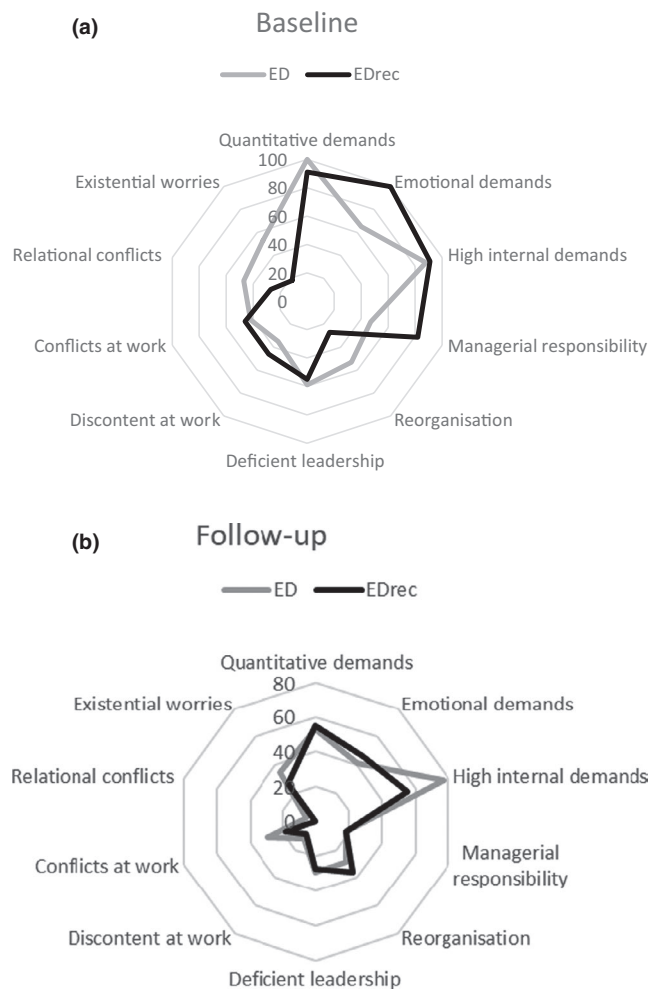 (a) Baseline
ED EDrec
Quantitative demands
100
Existential worries
80
Emotional demands
60
Relational conflicts
40
High internal demands
20
0
Conflicts at work
Managerial responsibility
Discontent at work
Reorganisation
Deficient leadership
(b) Follow-up
ED EDrec
Quantitative demands
80
Existential worries
Emotional demands
60
40
Relational conflicts
High internal demands
20
0
Conflicts at work
Managerial
responsibility
Discontent at work
Reorganisation
Deficient leadership